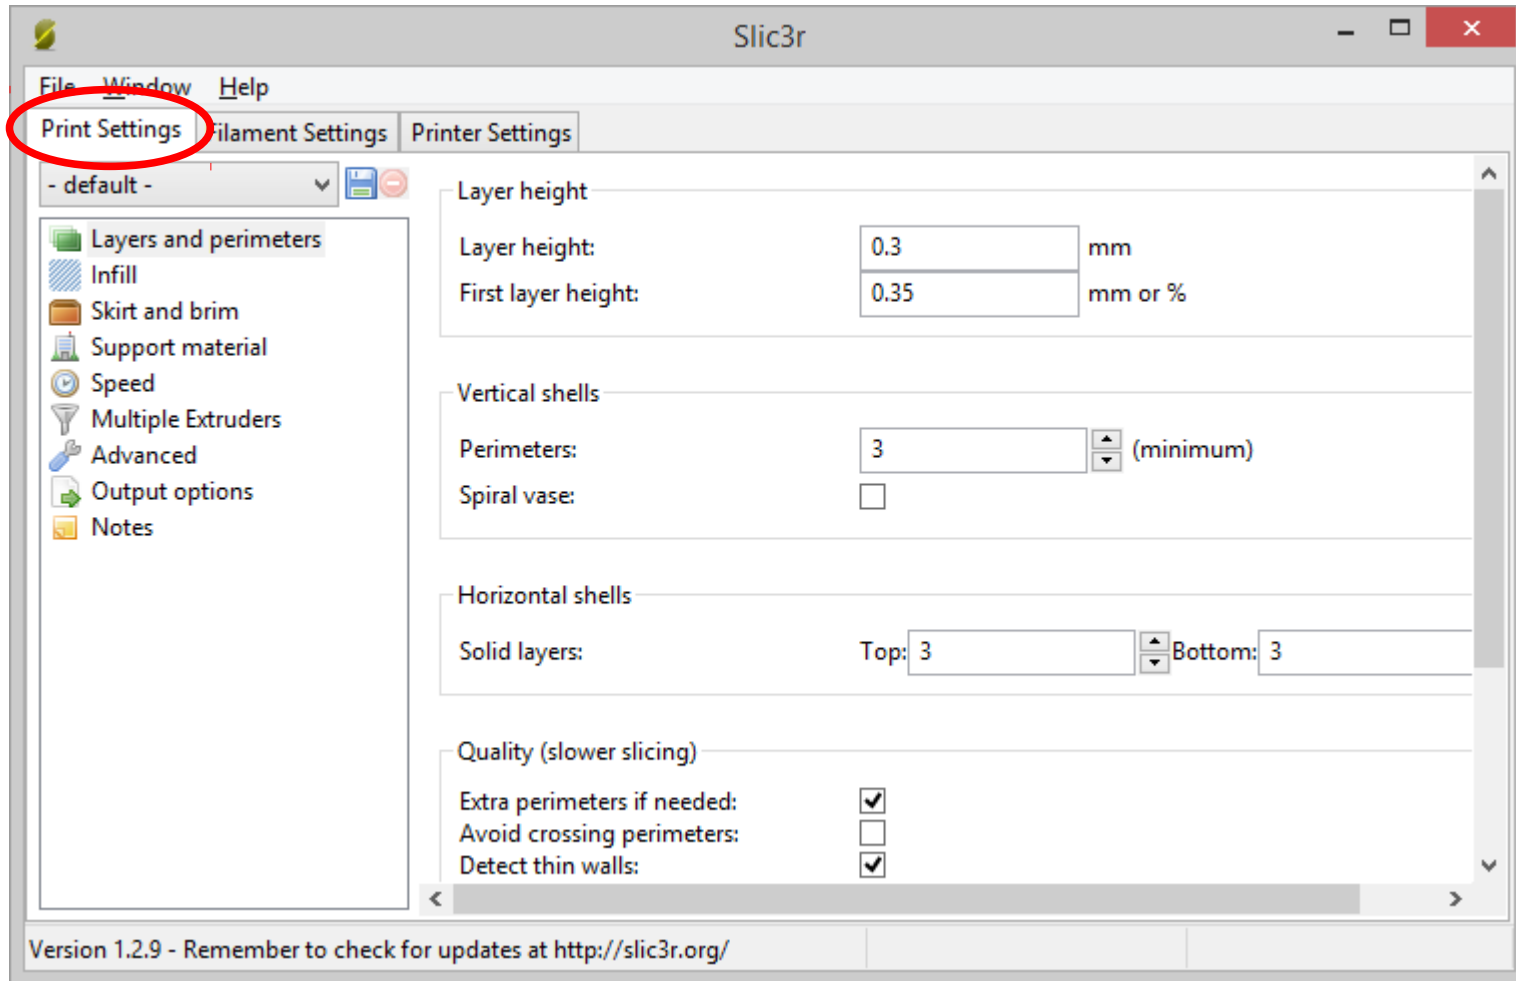 Slic3r
File Window Help
Print Settings Filament Settings Printer Settings
- default -
Layers and perimeters
Infill
Skirt and brim
Support material
Speed
Multiple Extruders
Advanced
Output options
Notes
Layer height
Layer height: 0.3 mm
First layer height: 0.35 mm or %
Vertical shells
Perimeters: 3 (minimum)
Spiral vase:
Horizontal shells
Solid layers: Top: 3 Bottom: 3
Quality (slower slicing)
Extra perimeters if needed:
Avoid crossing perimeters:
Detect thin walls:
Version 1.2.9 - Remember to check for updates at http://slic3r.org/